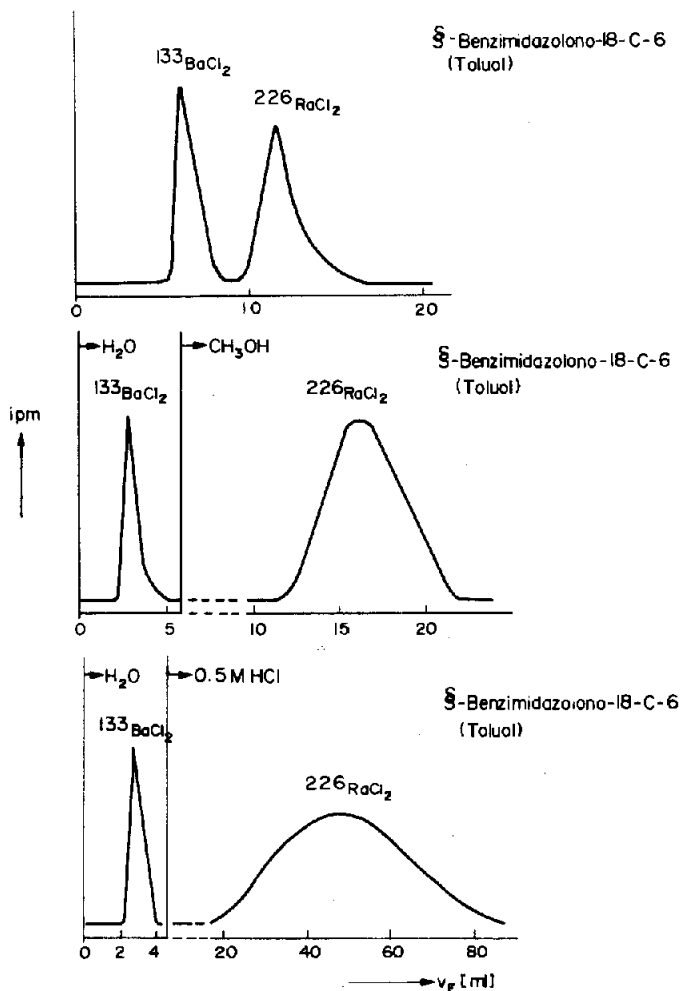 §-Benzimidazolono-18-C-6
(Toluol)
133BaCl2
226RaCl2
0 10 20
H2O CH3OH
§-Benzimidazolono-18-C-6
(Toluol)
133BaCl2
226RaCl2
ipm
0 5 10 15 20
H2O 0.5M HCl
§-Benzimidazolono-18-C-6
(Toluol)
133BaCl2
226RaCl2
0 2 4 20 40 60 80
vE [ml]